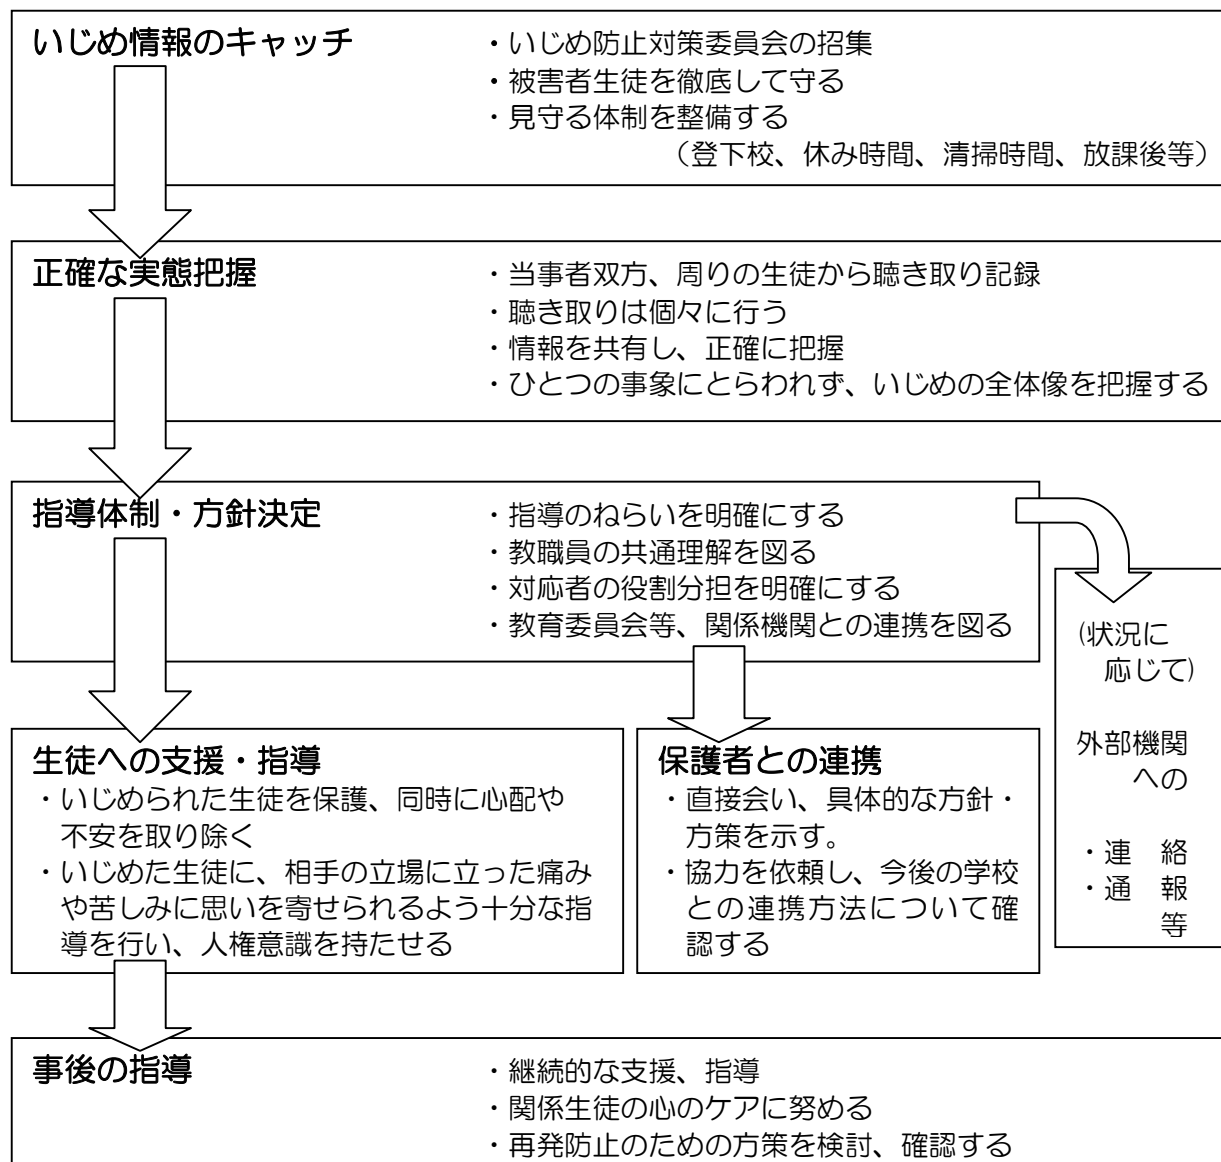 いじめ情報のキャッチ
・いじめ防止対策委員会の招集
・被害者生徒を徹底して守る
・見守る体制を整備する
（登下校、休み時間、清掃時間、放課後等）
正確な実態把握
・当事者双方、周りの生徒から聴き取り記録
・聴き取りは個々に行う
・情報を共有し、正確に把握
・ひとつの事象にとらわれず、いじめの全体像を把握する
指導体制・方針決定
・指導のねらいを明確にする
・教職員の共通理解を図る
・対応者の役割分担を明確にする
・教育委員会等、関係機関との連携を図る
(状況に
応じて)
外部機関
への
・連　絡
・通　報
等
生徒への支援・指導
・いじめられた生徒を保護、同時に心配や
不安を取り除く
・いじめた生徒に、相手の立場に立った痛み
や苦しみに思いを寄せられるよう十分な指
導を行い、人権意識を持たせる
保護者との連携
・直接会い、具体的な方針・
方策を示す。
・協力を依頼し、今後の学校
との連携方法について確
認する
事後の指導
・継続的な支援、指導
・関係生徒の心のケアに努める
・再発防止のための方策を検討、確認する